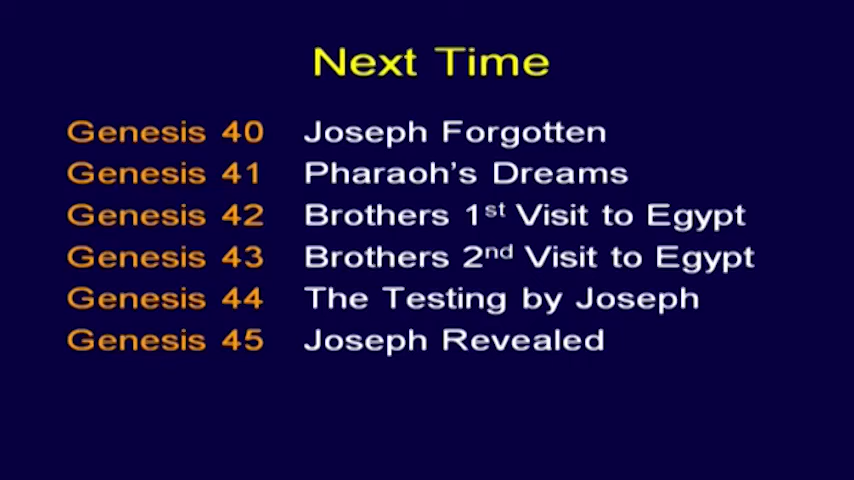 Next Time
Genesis 40 Joseph Forgotten
Genesis 41 Pharaoh’s Dreams
Genesis 42 Brothers 1st Visit to Egypt
Genesis 43 Brothers 2nd Visit to Egypt
Genesis 44 The Testing by Joseph
Genesis 45 Joseph Revealed